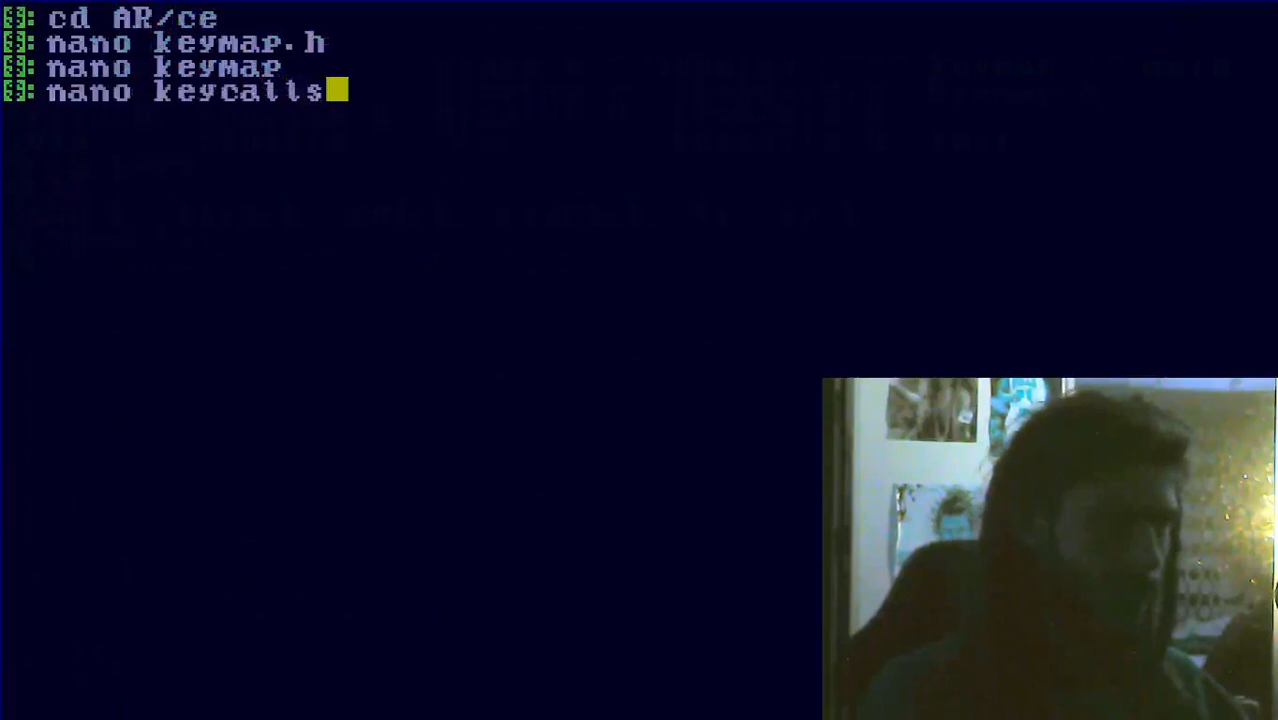 : cd AR/ce
: nano keymap.h
: nano keymap
: nano keycalls